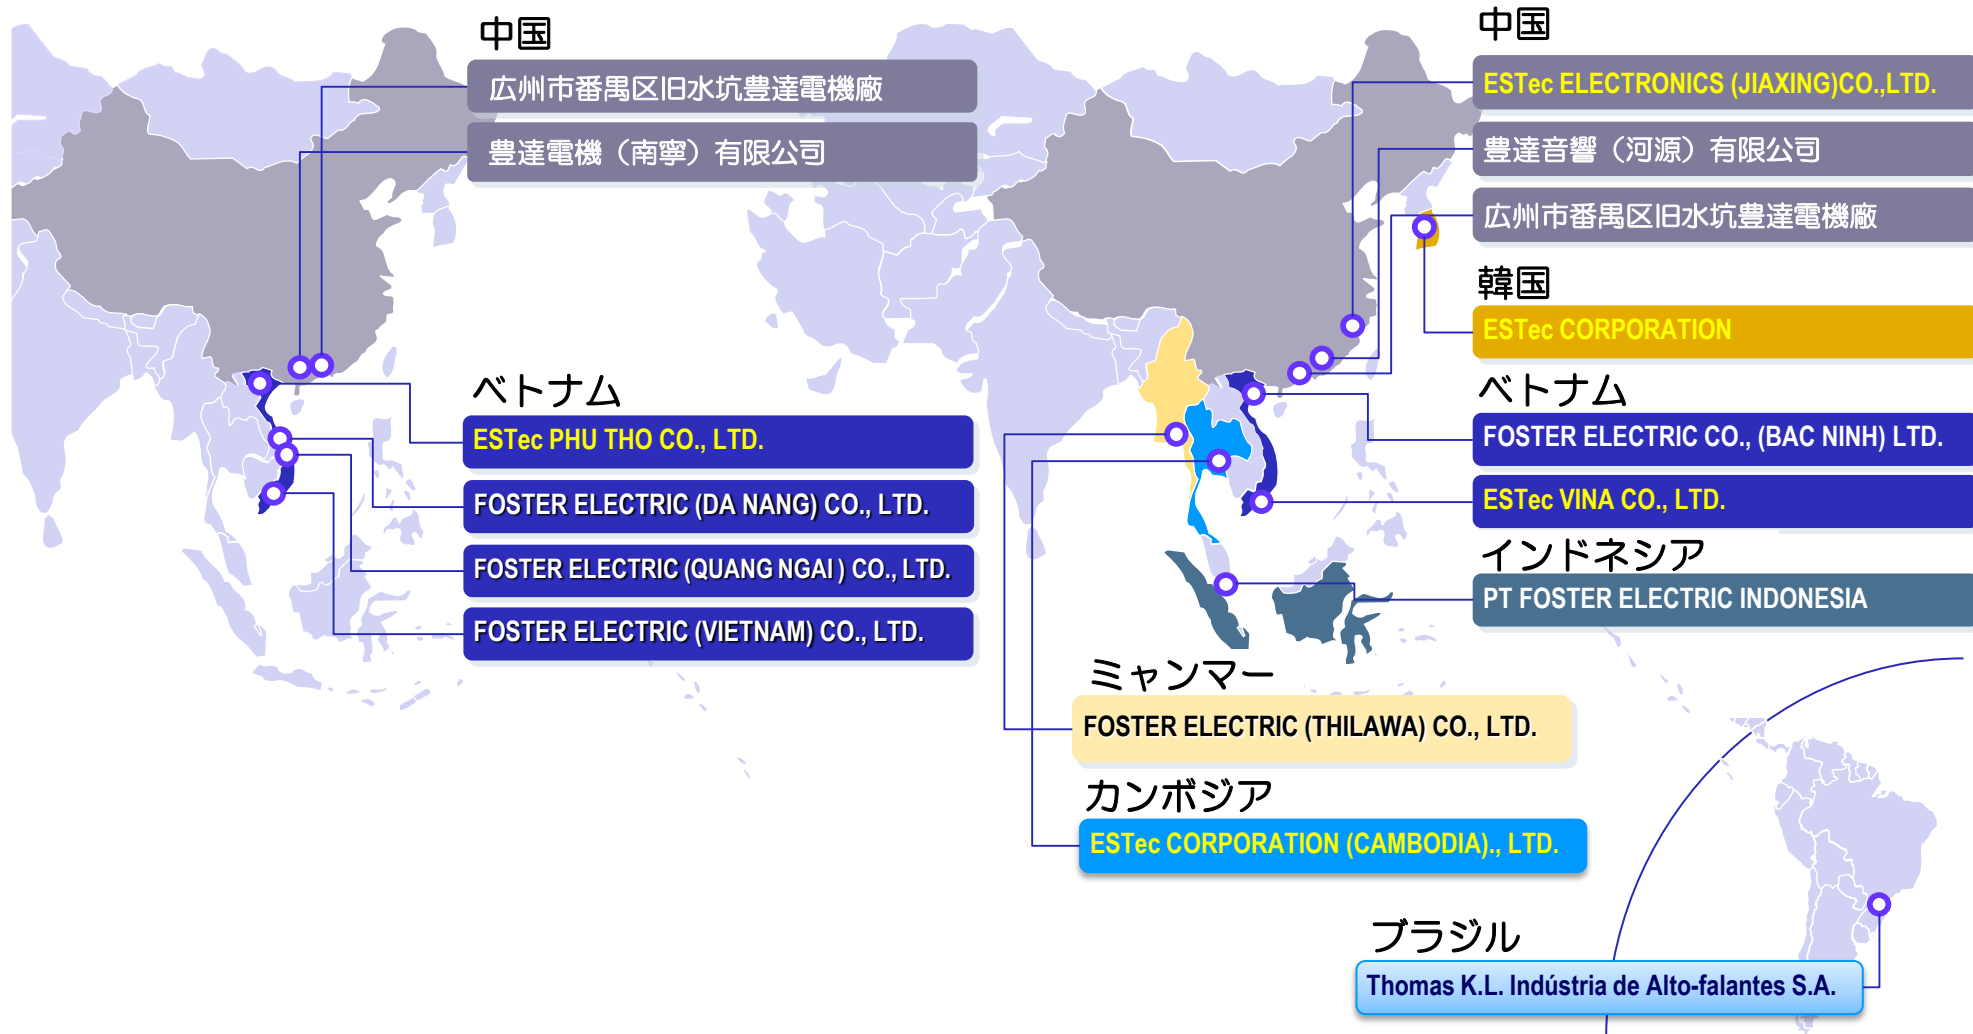 中国
広州市番禺区旧水坑豊達電機廠
豊達電機（南寧）有限公司
ベトナム
ESTec PHU THO CO., LTD.
FOSTER ELECTRIC (DA NANG) CO., LTD.
FOSTER ELECTRIC (QUANG NGAI ) CO., LTD.
FOSTER ELECTRIC (VIETNAM) CO., LTD.
中国
ESTec ELECTRONICS (JIAXING)CO.,LTD.
豊達音響（河源）有限公司
広州市番禺区旧水坑豊達電機廠
韓国
ESTec CORPORATION
ベトナム
FOSTER ELECTRIC CO., (BAC NINH) LTD.
ESTec VINA CO., LTD.
インドネシア
PT FOSTER ELECTRIC INDONESIA
ミャンマー
FOSTER ELECTRIC (THILAWA) CO., LTD.
カンボジア
ESTec CORPORATION (CAMBODIA)., LTD.
ブラジル
Thomas K.L. Indústria de Alto-falantes S.A.